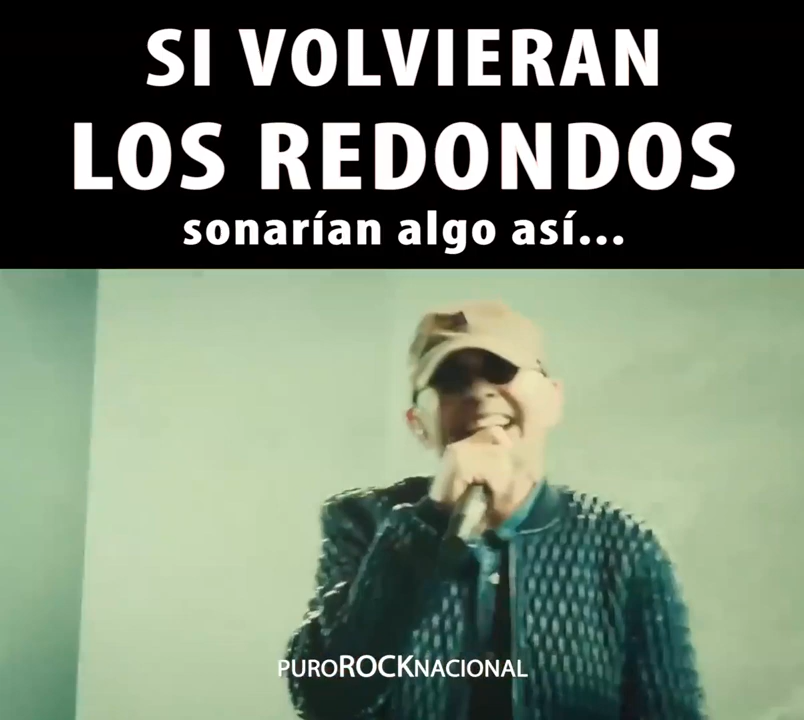 SI VOLVIERAN
LOS REDONDOS
sonarían algo así...
PUROROCKNACIONAL